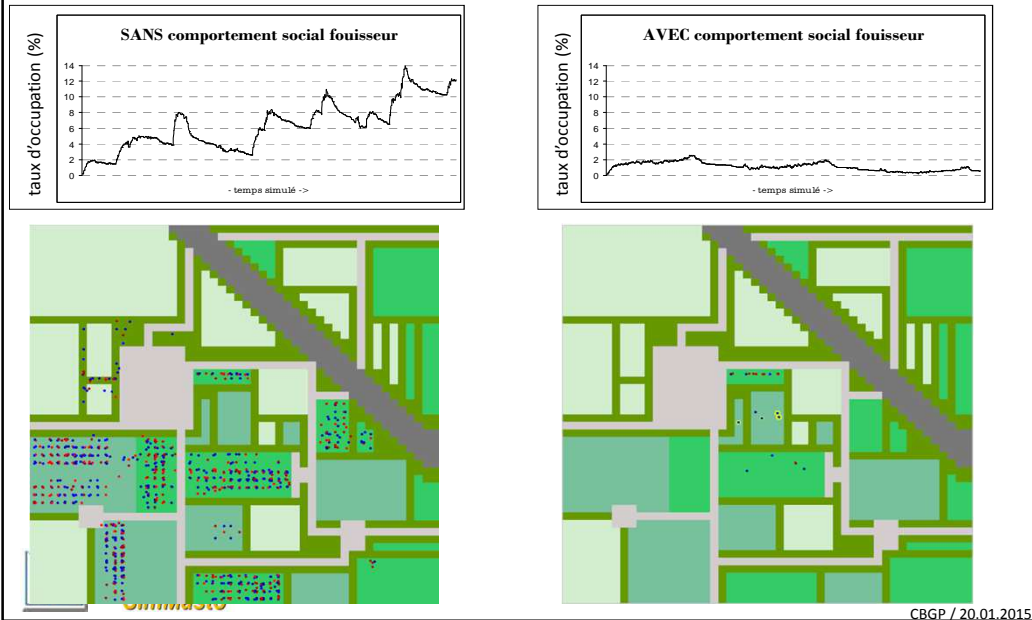 SANS comportement social fouisseur
taux d'occupation (%)
14
12
10
8
6
4
2
0
- temps simulé ->
AVEC comportement social fouisseur
taux d'occupation (%)
14
12
10
8
6
4
2
0
- temps simulé ->
CBGP / 20.01.2015